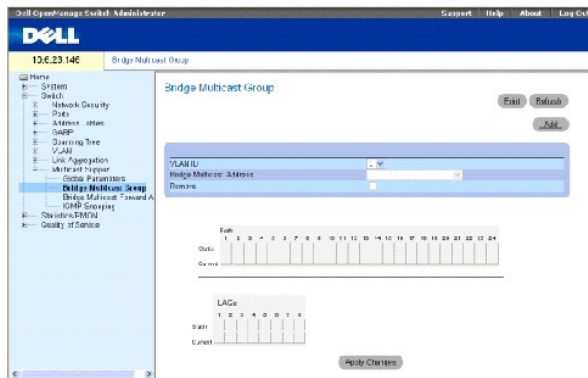 Dell OpenManage Switch Administrator
Support Help About Log Out
DELL
10.6.23.146
Bridge Multicast Group
Home
System
Switch
Network Security
Ports
Address Tables
GARP
Spanning Tree
VLAN
Link Aggregation
Multicast Support
Global Parameters
Bridge Multicast Group
Bridge Multicast Forward A
IGMP Snooping
Statistics/RMON
Quality of Service
Bridge Multicast Group
Print Refresh
Add
VLAN ID
Bridge Multicast Address
Remove
Ports
1 2 3 4 5 6 7 8 9 10 11 12 13 14 15 16 17 18 19 20 21 22 23 24
Static
Current
LAGs
1 2 3 4 5 6 7 8
Static
Current
Apply Changes